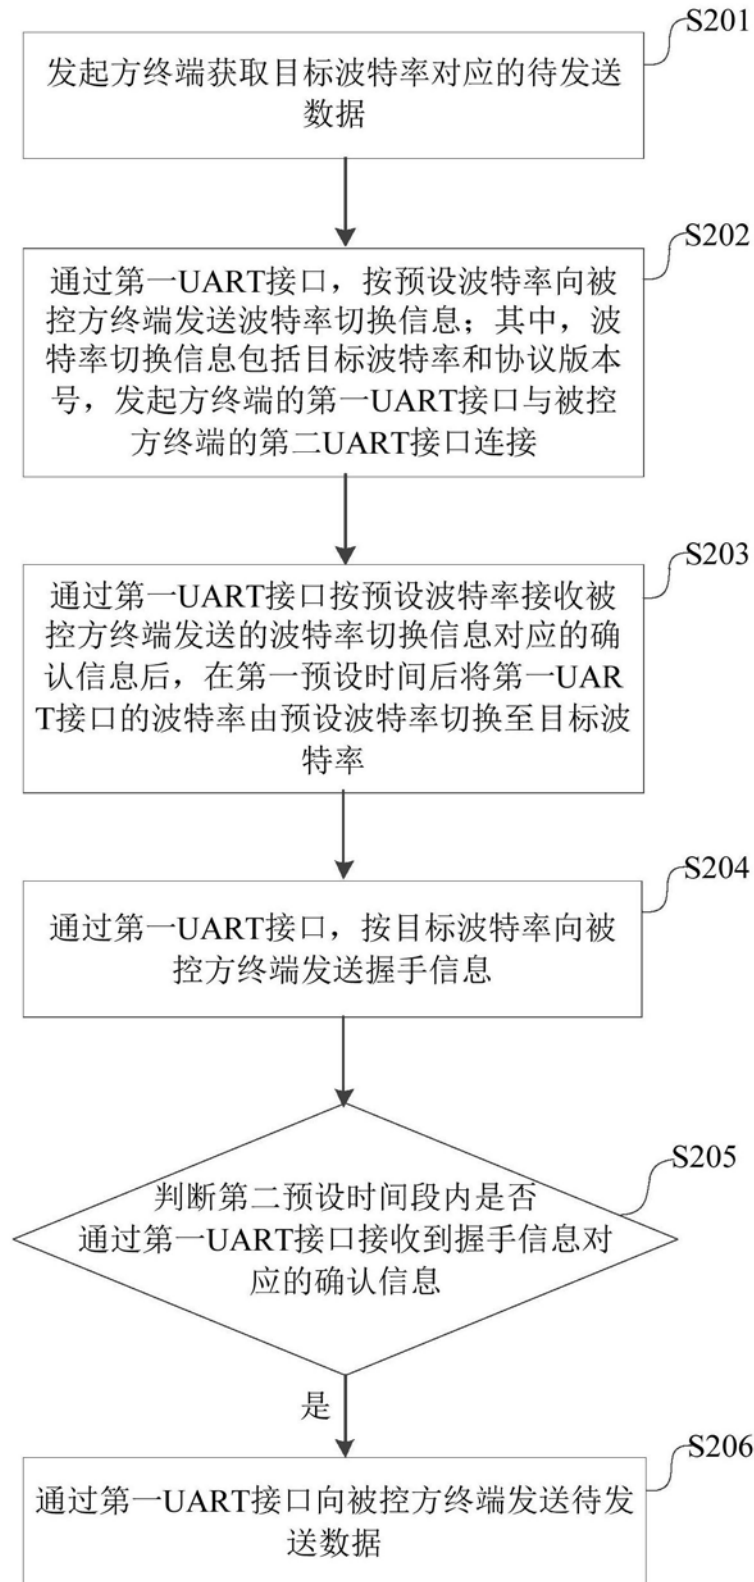 S201
发起方终端获取目标波特率对应的待发送
数据
S202
通过第一UART接口，按预设波特率向被
控方终端发送波特率切换信息；其中，波
特率切换信息包括目标波特率和协议版本
号，发起方终端的第一UART接口与被控
方终端的第二UART接口连接
S203
通过第一UART接口按预设波特率接收被
控方终端发送的波特率切换信息对应的确
认信息后，在第一预设时间后将第一UAR
T接口的波特率由预设波特率切换至目标波
特率
S204
通过第一UART接口，按目标波特率向被
控方终端发送握手信息
S205
判断第二预设时间段内是否
通过第一UART接口接收到握手信息对
应的确认信息
是
S206
通过第一UART接口向被控方终端发送待发
送数据